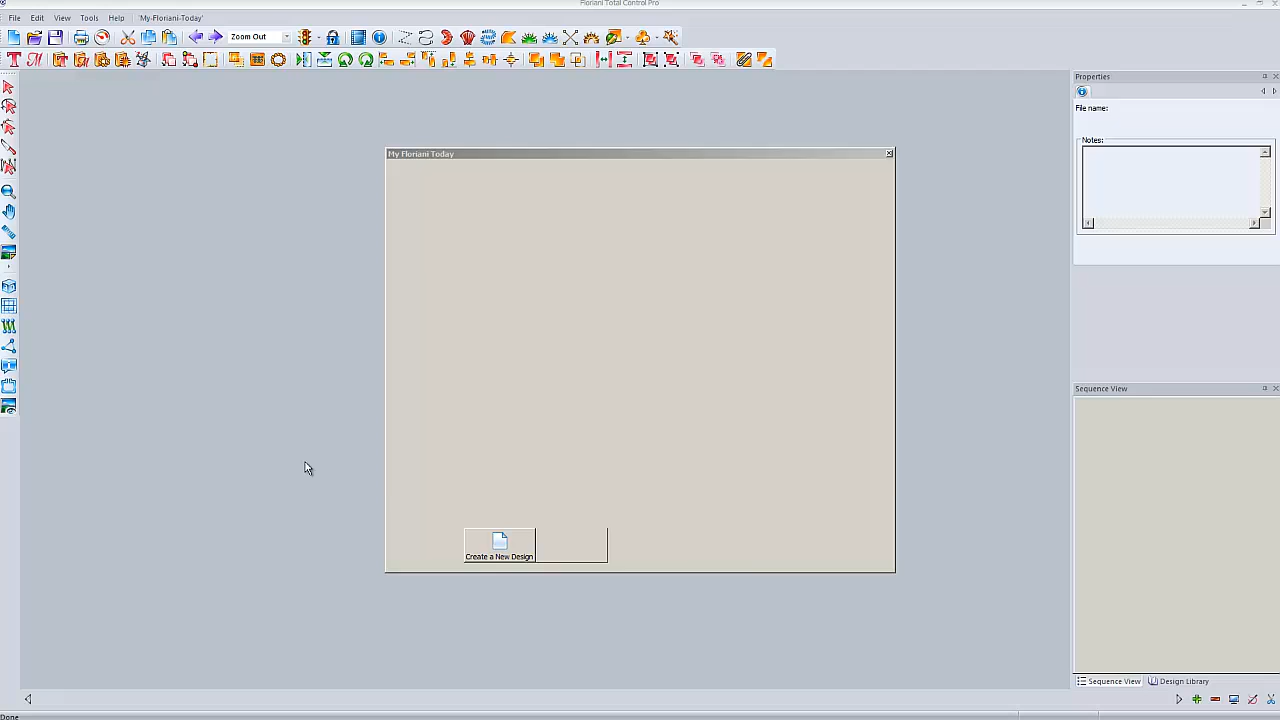 Floriani Total Control Pro
File Edit View Tools Help 'My-Floriani-Today'
Zoom Out
Properties
File name:
Notes:
My Floriani Today
Create a New Design
Sequence View
Sequence View Design Library
Done